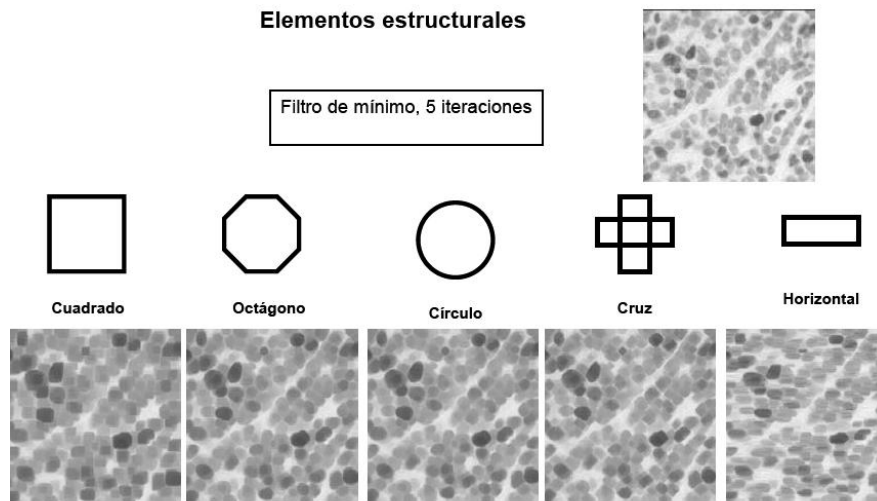 Elementos estructurales
Filtro de mínimo, 5 iteraciones
Cuadrado
Octágono
Círculo
Cruz
Horizontal